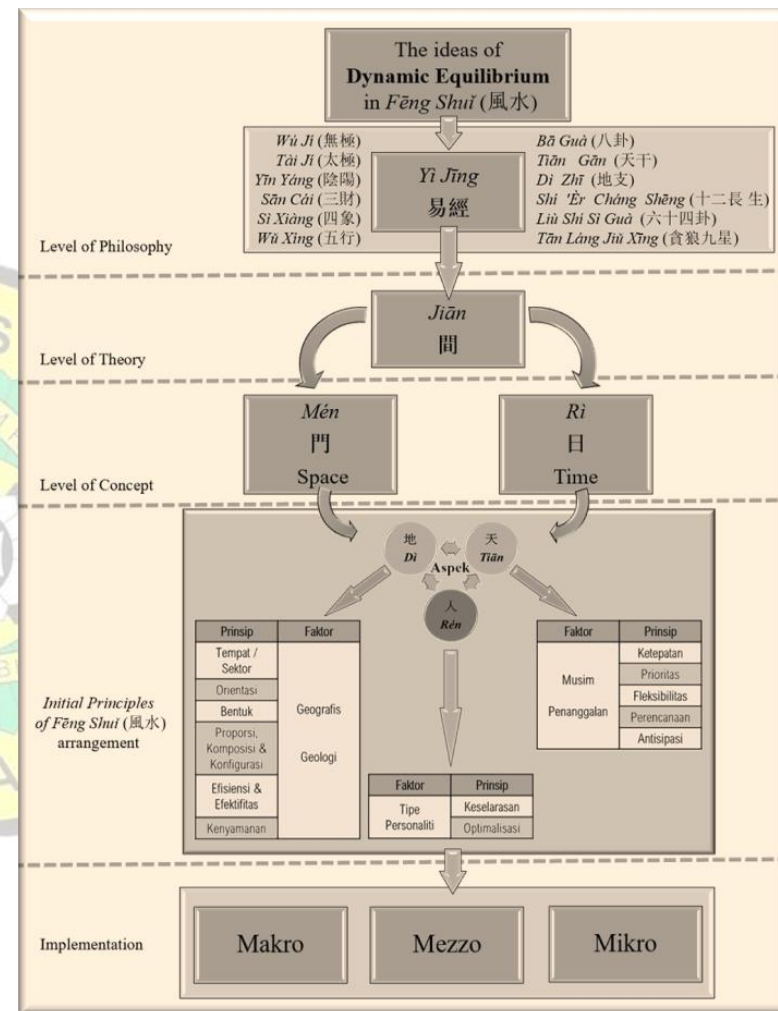 The ideas of
Dynamic Equilibrium
in Fēng Shuǐ (風水)
Wú Jí (無極)
Tài Jí (太極)
Yīn Yáng (陰陽)
Sān Cái (三財)
Sì Xiàng (四象)
Wǔ Xíng (五行)
Yì Jīng
易經
Bā Guà (八卦)
Tiān Gān (天干)
Dì Zhī (地支)
Shí 'Èr Cháng Shēng (十二長生)
Liù Shí Sì Guà (六十四卦)
Tān Láng Jiǔ Xīng (貪狼九星)
Level of Philosophy
Jiān
間
Level of Theory
Mén
門
Space
Rì
日
Time
Level of Concept
地
Dì
天
Tiān
Aspek
人
Rén
Initial Principles
of Fēng Shuǐ (風水)
arrangement
Prinsip Faktor
Tempat /
Sektor
Orientasi
Bentuk
Proporsi,
Komposisi &
Konfigurasi
Efisiensi &
Efektifitas
Kenyamanan
Geografis
Geologi
Faktor Prinsip
Tipe
Personaliti
Keselarasan
Optimalisasi
Faktor Prinsip
Musim
Penanggalan
Ketepatan
Prioritas
Fleksibilitas
Perencanaan
Antisipasi
Implementation
Makro
Mezzo
Mikro